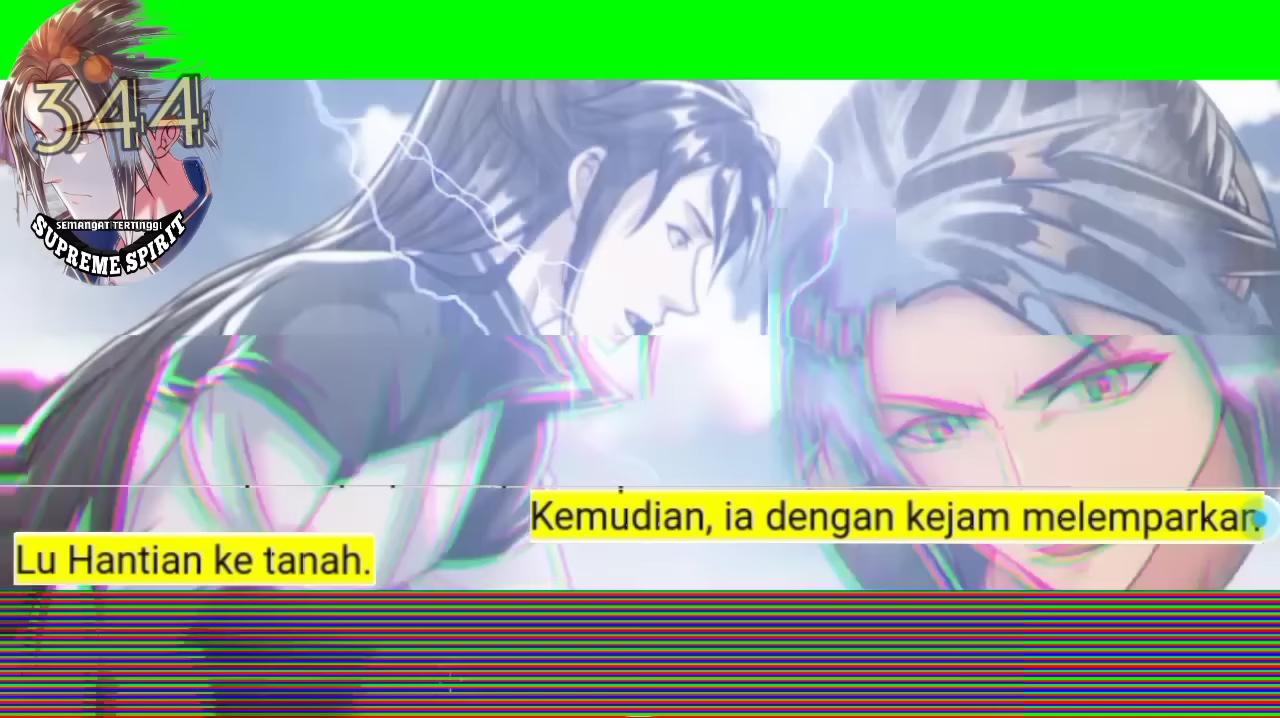 344
SEMANGAT TERTINGGI
SUPREME SPIRIT
Kemudian, ia dengan kejam melemparkan
Lu Hantian ke tanah.